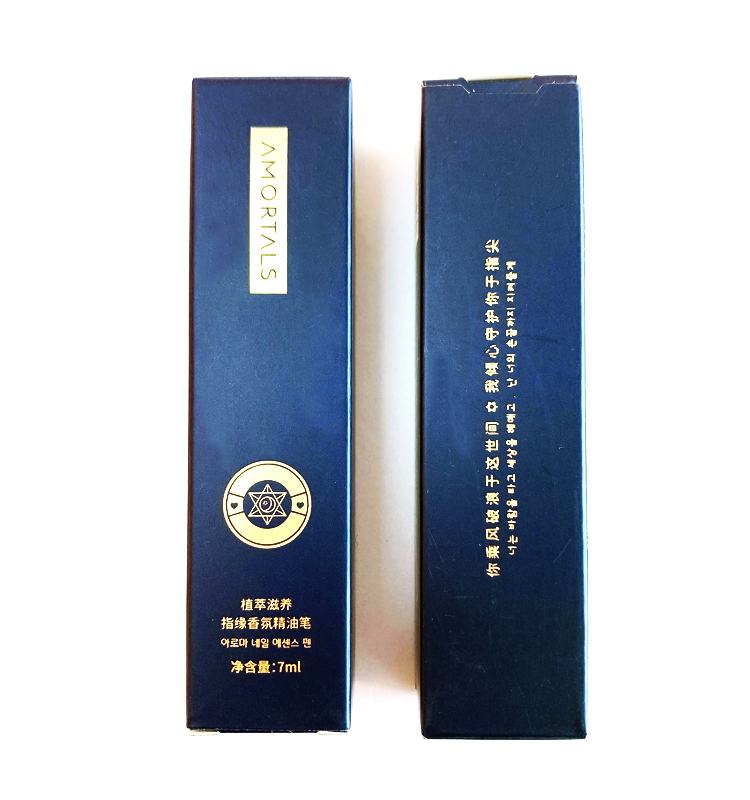 AMORTALS
植萃滋养
指缘香氛精油笔
아로마 네일 에센스 펜
净含量:7ml
你乘风破浪于这世间 ✡ 我倾心守护你于指尖
너는 바람을 타고 세상을 헤매고 , 난 너의 손끝까지 지켜줄게